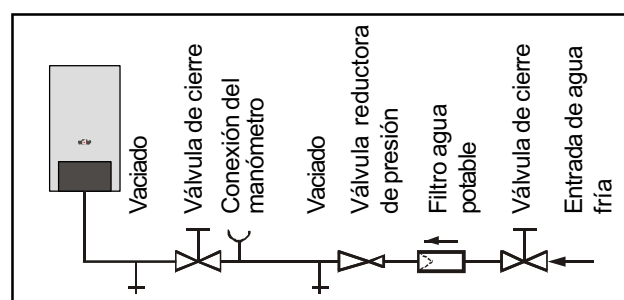 Vaciado
Válvula de cierre
Conexión del
manómetro
Vaciado
Válvula reductora
de presión
Filtro agua
potable
Válvula de cierre
Entrada de agua
fría